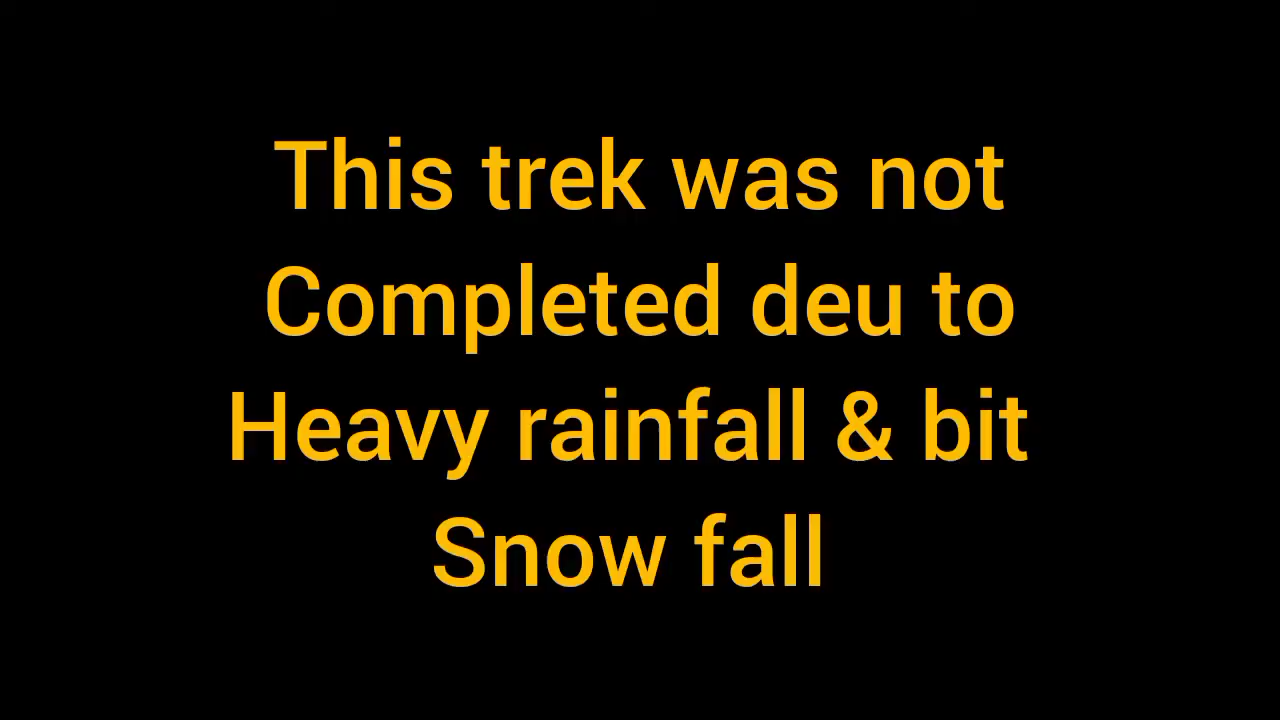 This trek was not
Completed deu to
Heavy rainfall & bit
Snow fall